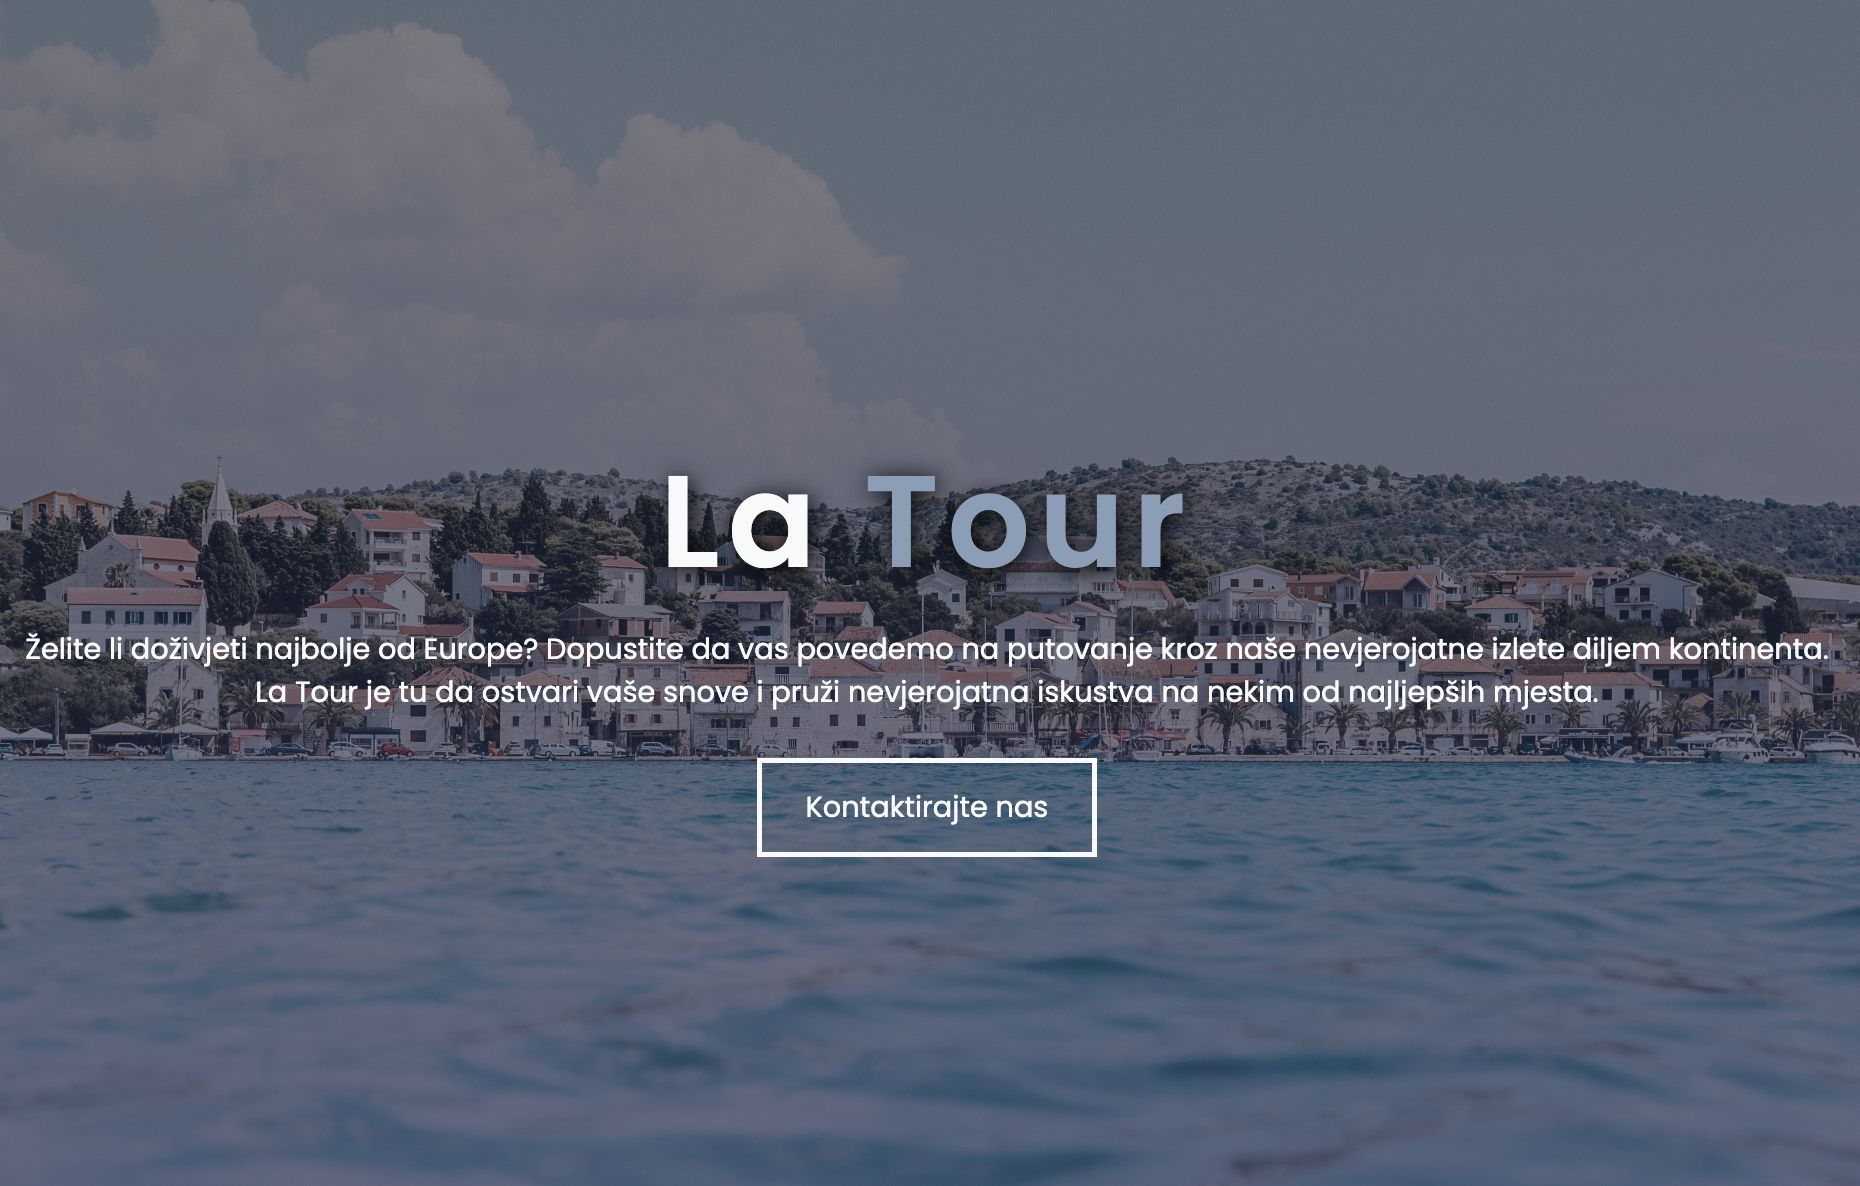 La Tour
Želite li doživjeti najbolje od Europe? Dopustite da vas povedemo na putovanje kroz naše nevjerojatne izlete diljem kontinenta.
La Tour je tu da ostvari vaše snove i pruži nevjerojatna iskustva na nekim od najljepših mjesta.
Kontaktirajte nas